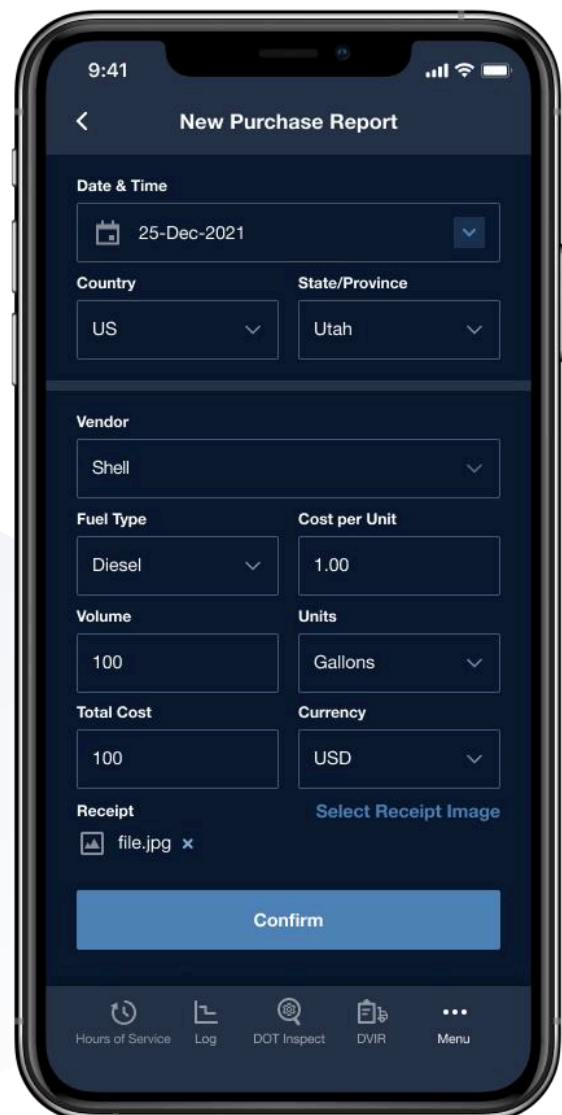 9:41
New Purchase Report
Date & Time
25-Dec-2021
Country State/Province
US Utah
Vendor
Shell
Fuel Type Cost per Unit
Diesel 1.00
Volume Units
100 Gallons
Total Cost Currency
100 USD
Receipt Select Receipt Image
file.jpg
Confirm
Hours of Service Log DOT Inspect DVIR Menu